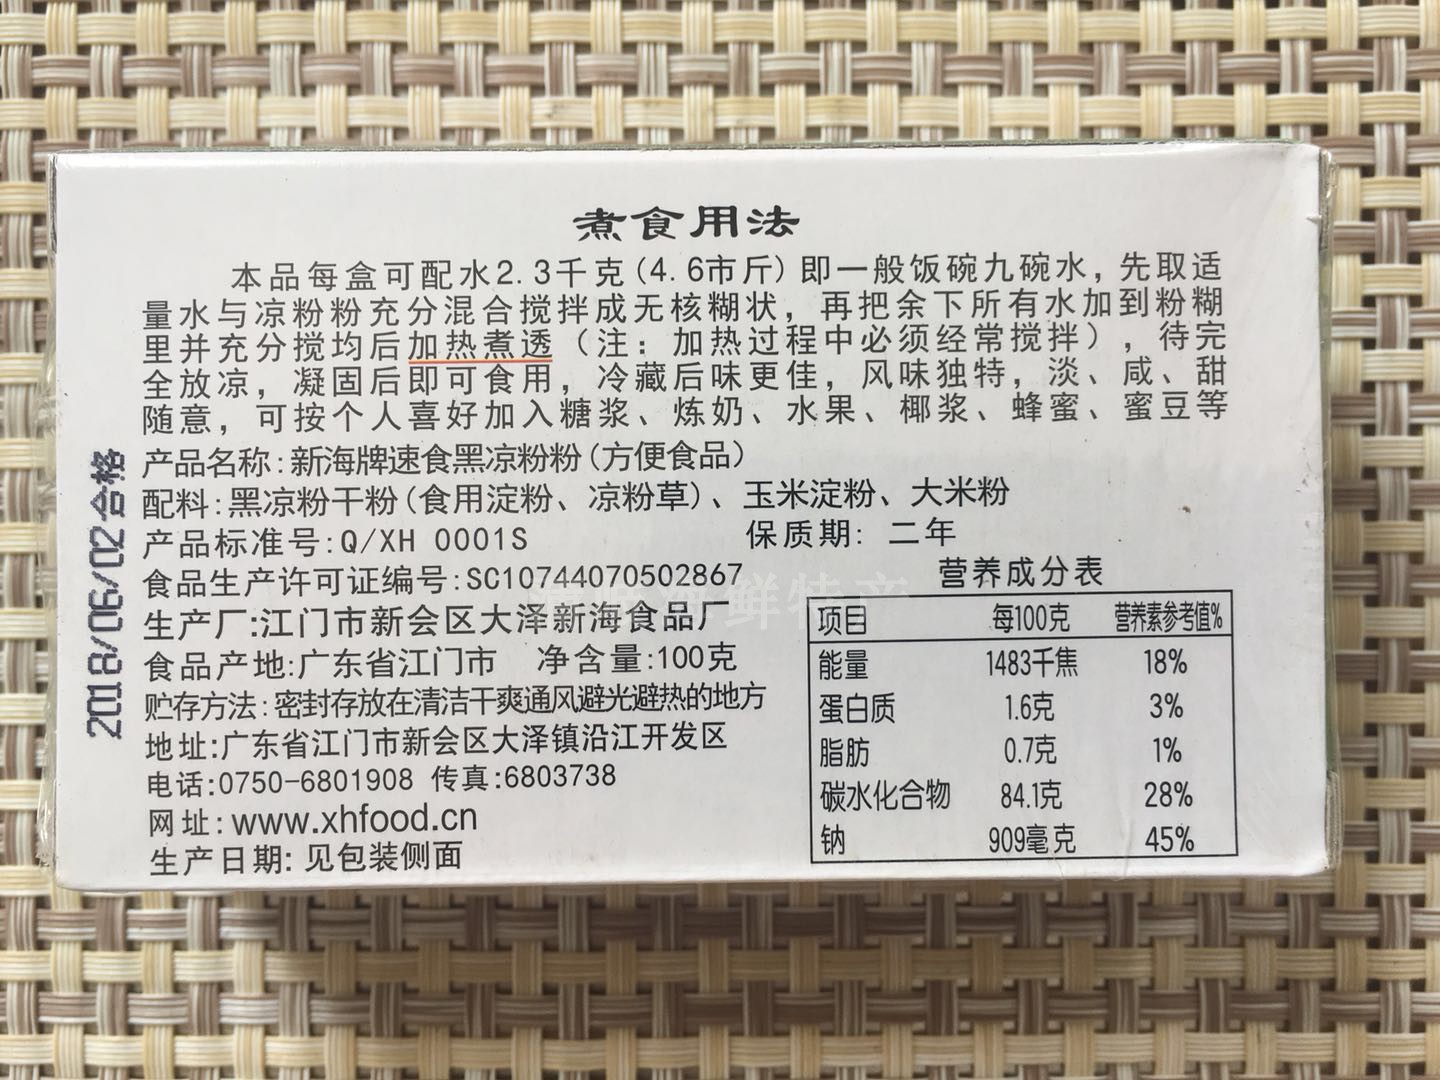 煮食用法
本品每盒可配水2.3千克(4.6市斤)即一般饭碗九碗水,先取适
量水与凉粉粉充分混合搅拌成无核糊状,再把余下所有水加到粉糊
里并充分搅均后加热煮透(注:加热过程中必须经常搅拌),待完
全放凉,凝固后即可食用,冷藏后味更佳,风味独特,淡、咸、甜
随意,可按个人喜好加入糖浆、炼奶、水果、椰浆、蜂蜜、蜜豆等
产品名称:新海牌速食黑凉粉粉(方便食品)
配料:黑凉粉干粉(食用淀粉、凉粉草)、玉米淀粉、大米粉
产品标准号:Q/XH 0001S 保质期: 二年
食品生产许可证编号:SC10744070502867
生产厂:江门市新会区大泽新海食品厂
食品产地:广东省江门市 净含量:100克
贮存方法:密封存放在清洁干爽通风避光避热的地方
地址:广东省江门市新会区大泽镇沿江开发区
电话:0750-6801908 传真:6803738
网址:www.xhfood.cn
生产日期: 见包装侧面
营养成分表
项目 每100克 营养素参考值%
能量 1483千焦 18%
蛋白质 1.6克 3%
脂肪 0.7克 1%
碳水化合物 84.1克 28%
钠 909毫克 45%
2018/06/02合格